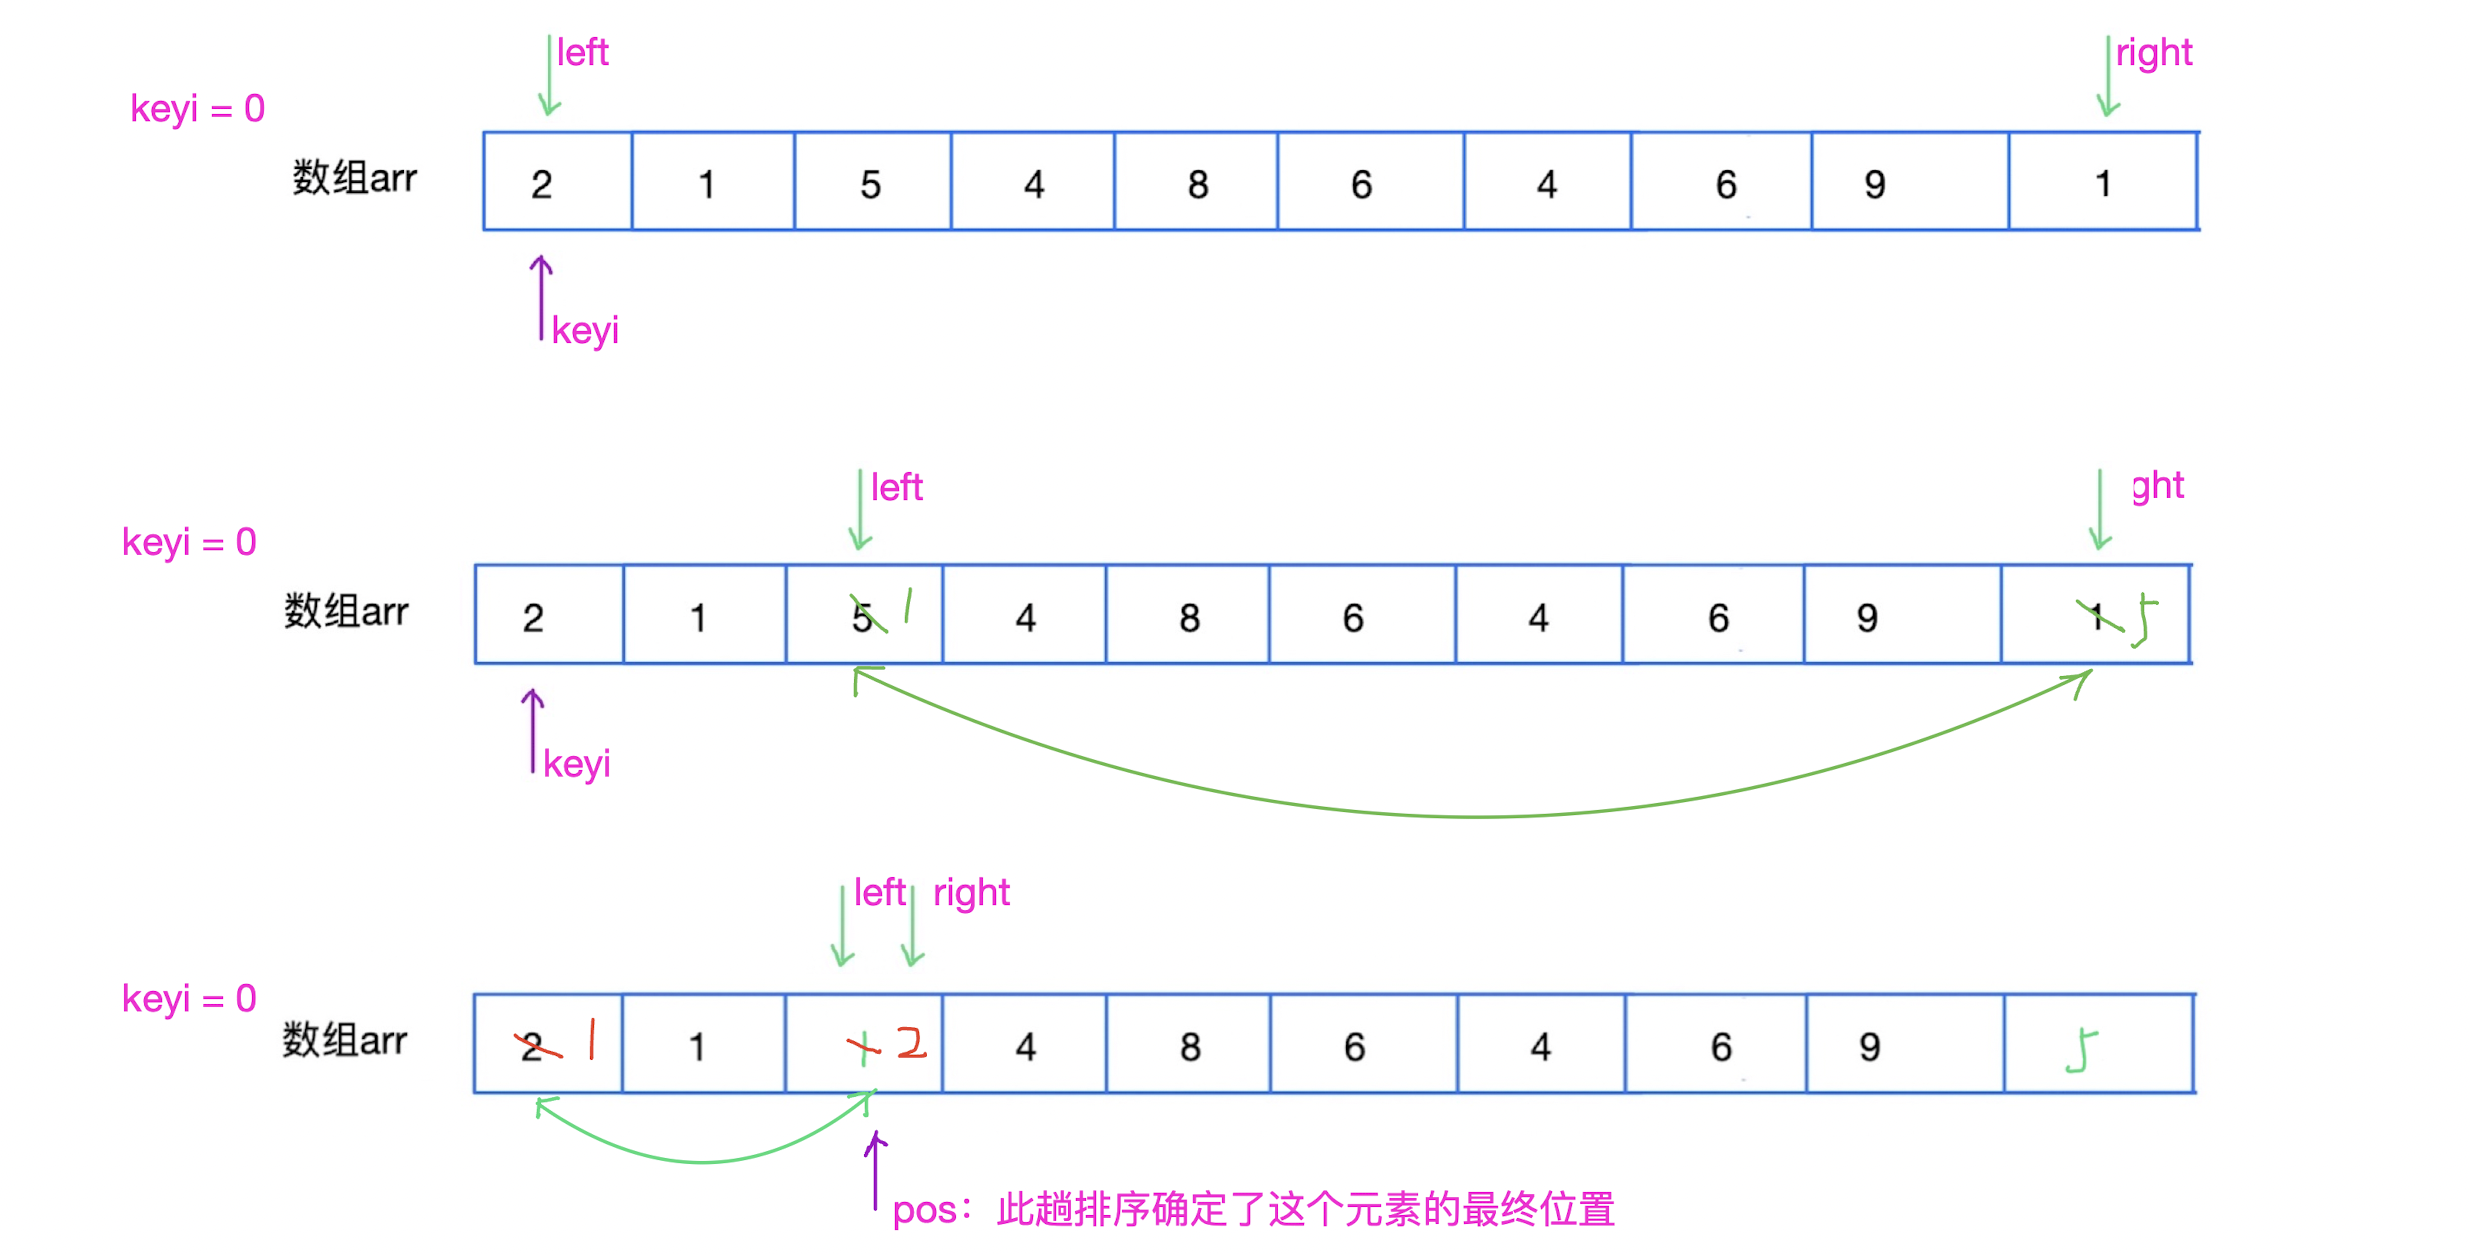 left right
keyi = 0
数组arr 2 1 5 4 8 6 4 6 9 1
keyi
left ght
keyi = 0
数组arr 2 1 5 1 4 8 6 4 6 9 1 5
keyi
left right
keyi = 0
数组arr 2 1 1 1 2 4 8 6 4 6 9 5
pos：此趟排序确定了这个元素的最终位置